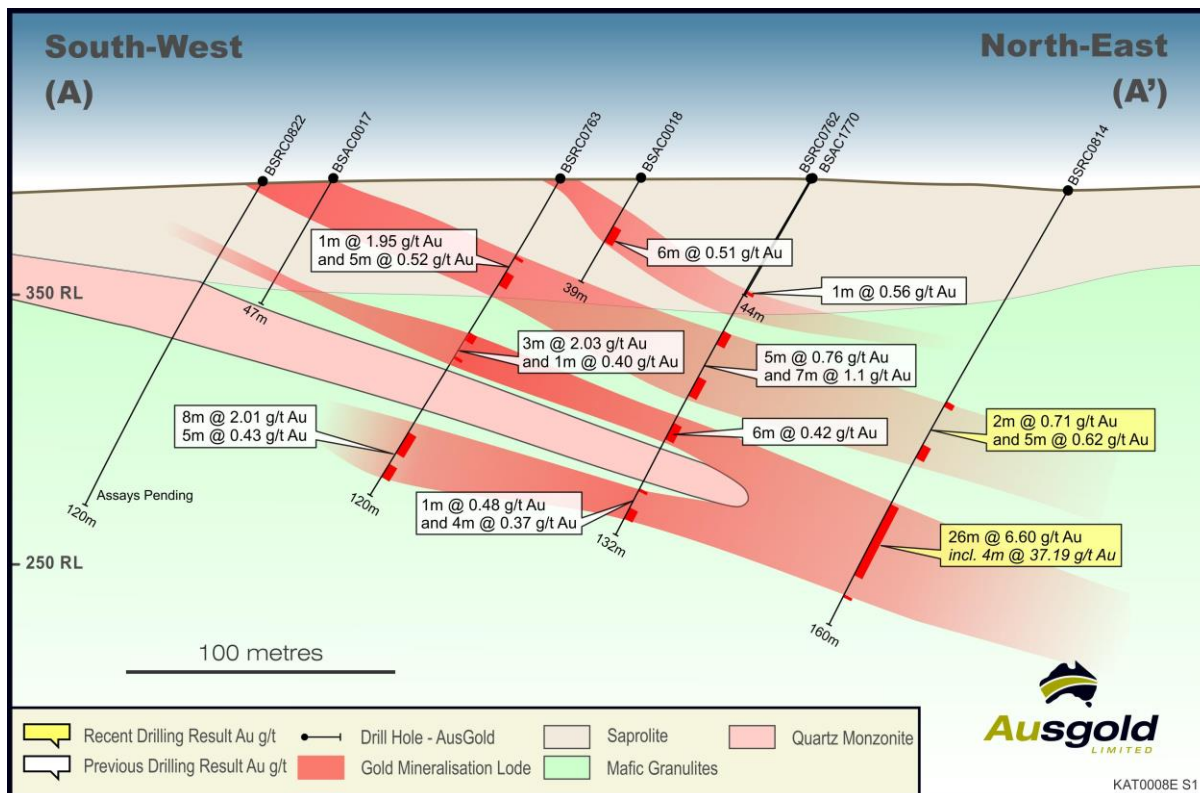 South-West
(A)
North-East
(A')
BSRC0822
BSAC0017
BSRC0763
BSAC0018
BSRC0762
BSAC1770
BSRC0814
1m @ 1.95 g/t Au
and 5m @ 0.52 g/t Au
6m @ 0.51 g/t Au
1m @ 0.56 g/t Au
350 RL
47m
39m
44m
3m @ 2.03 g/t Au
and 1m @ 0.40 g/t Au
5m @ 0.76 g/t Au
and 7m @ 1.1 g/t Au
8m @ 2.01 g/t Au
5m @ 0.43 g/t Au
6m @ 0.42 g/t Au
2m @ 0.71 g/t Au
and 5m @ 0.62 g/t Au
Assays Pending
120m
120m
1m @ 0.48 g/t Au
and 4m @ 0.37 g/t Au
132m
26m @ 6.60 g/t Au
incl. 4m @ 37.19 g/t Au
250 RL
160m
100 metres
Recent Drilling Result Au g/t
Drill Hole - AusGold
Saprolite
Quartz Monzonite
Previous Drilling Result Au g/t
Gold Mineralisation Lode
Mafic Granulites
Ausgold
LIMITED
KAT0008E S1